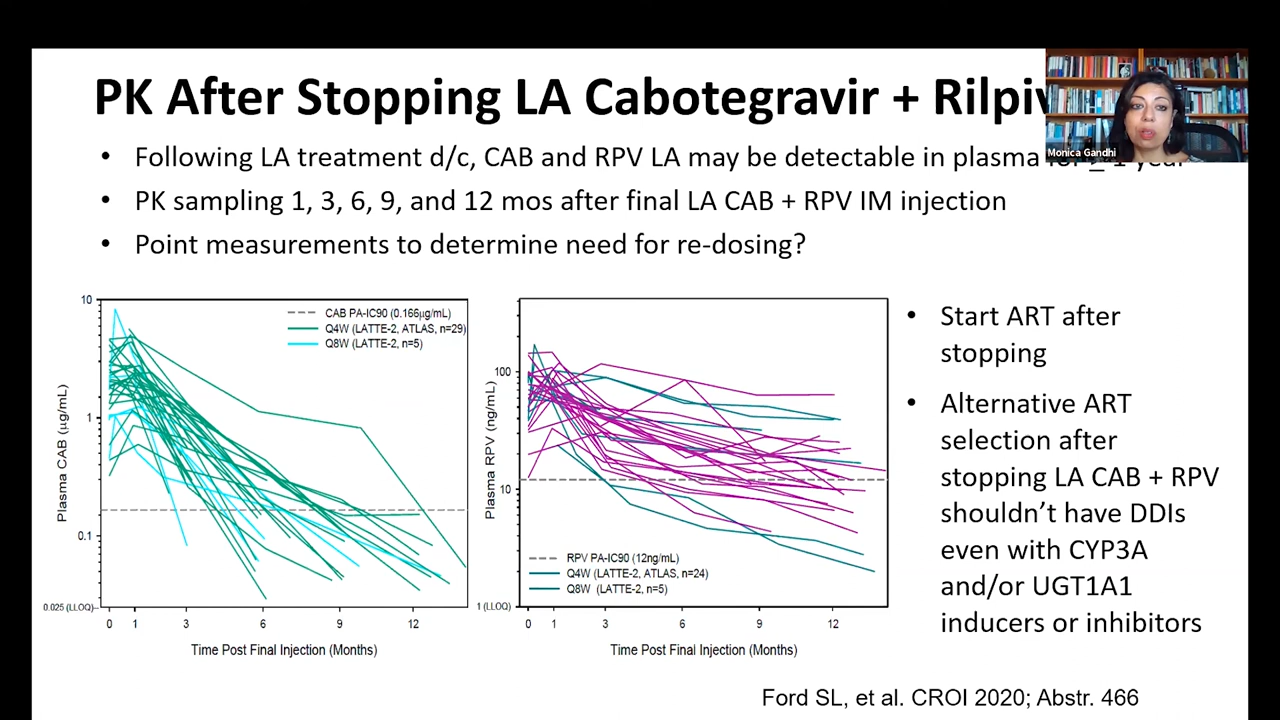 PK After Stopping LA Cabotegravir + Rilpiv
Monica Gandhi
• Following LA treatment d/c, CAB and RPV LA may be detectable in plasma for ≥ 1 year
• PK sampling 1, 3, 6, 9, and 12 mos after final LA CAB + RPV IM injection
• Point measurements to determine need for re-dosing?
10
1
0.1
0.025 (LLOQ)
Plasma CAB (µg/mL)
CAB PA-IC90 (0.166µg/mL)
Q4W (LATTE-2, ATLAS, n=29)
Q8W (LATTE-2, n=5)
0 1 3 6 9 12
Time Post Final Injection (Months)
100
10
1 (LLOQ)
Plasma RPV (ng/mL)
RPV PA-IC90 (12ng/mL)
Q4W (LATTE-2, ATLAS, n=24)
Q8W (LATTE-2, n=5)
0 1 3 6 9 12
Time Post Final Injection (Months)
• Start ART after
stopping
• Alternative ART
selection after
stopping LA CAB + RPV
shouldn’t have DDIs
even with CYP3A
and/or UGT1A1
inducers or inhibitors
Ford SL, et al. CROI 2020; Abstr. 466